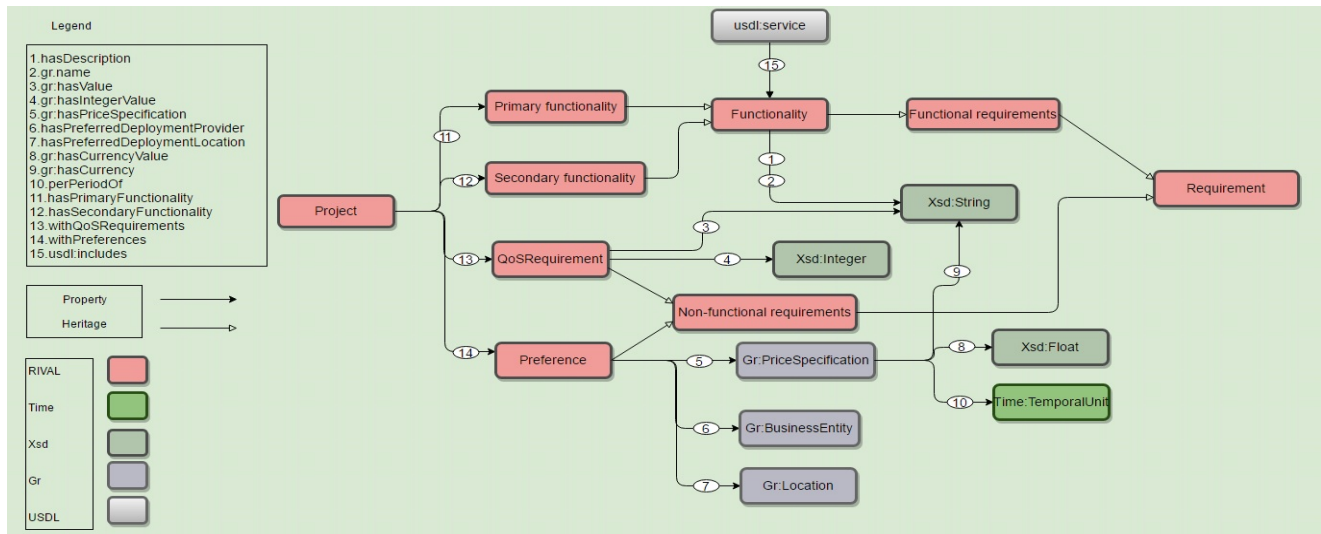 Legend
1.hasDescription
2.gr.name
3.gr:hasValue
4.gr:hasIntegerValue
5.gr:hasPriceSpecification
6.hasPreferredDeploymentProvider
7.hasPreferredDeploymentLocation
8.gr:hasCurrencyValue
9.gr:hasCurrency
10.perPeriodOf
11.hasPrimaryFunctionality
12.hasSecondaryFunctionality
13.withQoSRequirements
14.withPreferences
15.usdl:includes
Property
Heritage
RIVAL
Time
Xsd
Gr
USDL
usdl:service
15
Primary functionality
Functionality
Functional requirements
11
1
Secondary functionality
12
2
Requirement
Project
Xsd:String
3
QoSRequirement
13
4
Xsd:Integer
9
Non-functional requirements
14
Preference
5
Gr:PriceSpecification
8
Xsd:Float
10
Time:TemporalUnit
6
Gr:BusinessEntity
7
Gr:Location